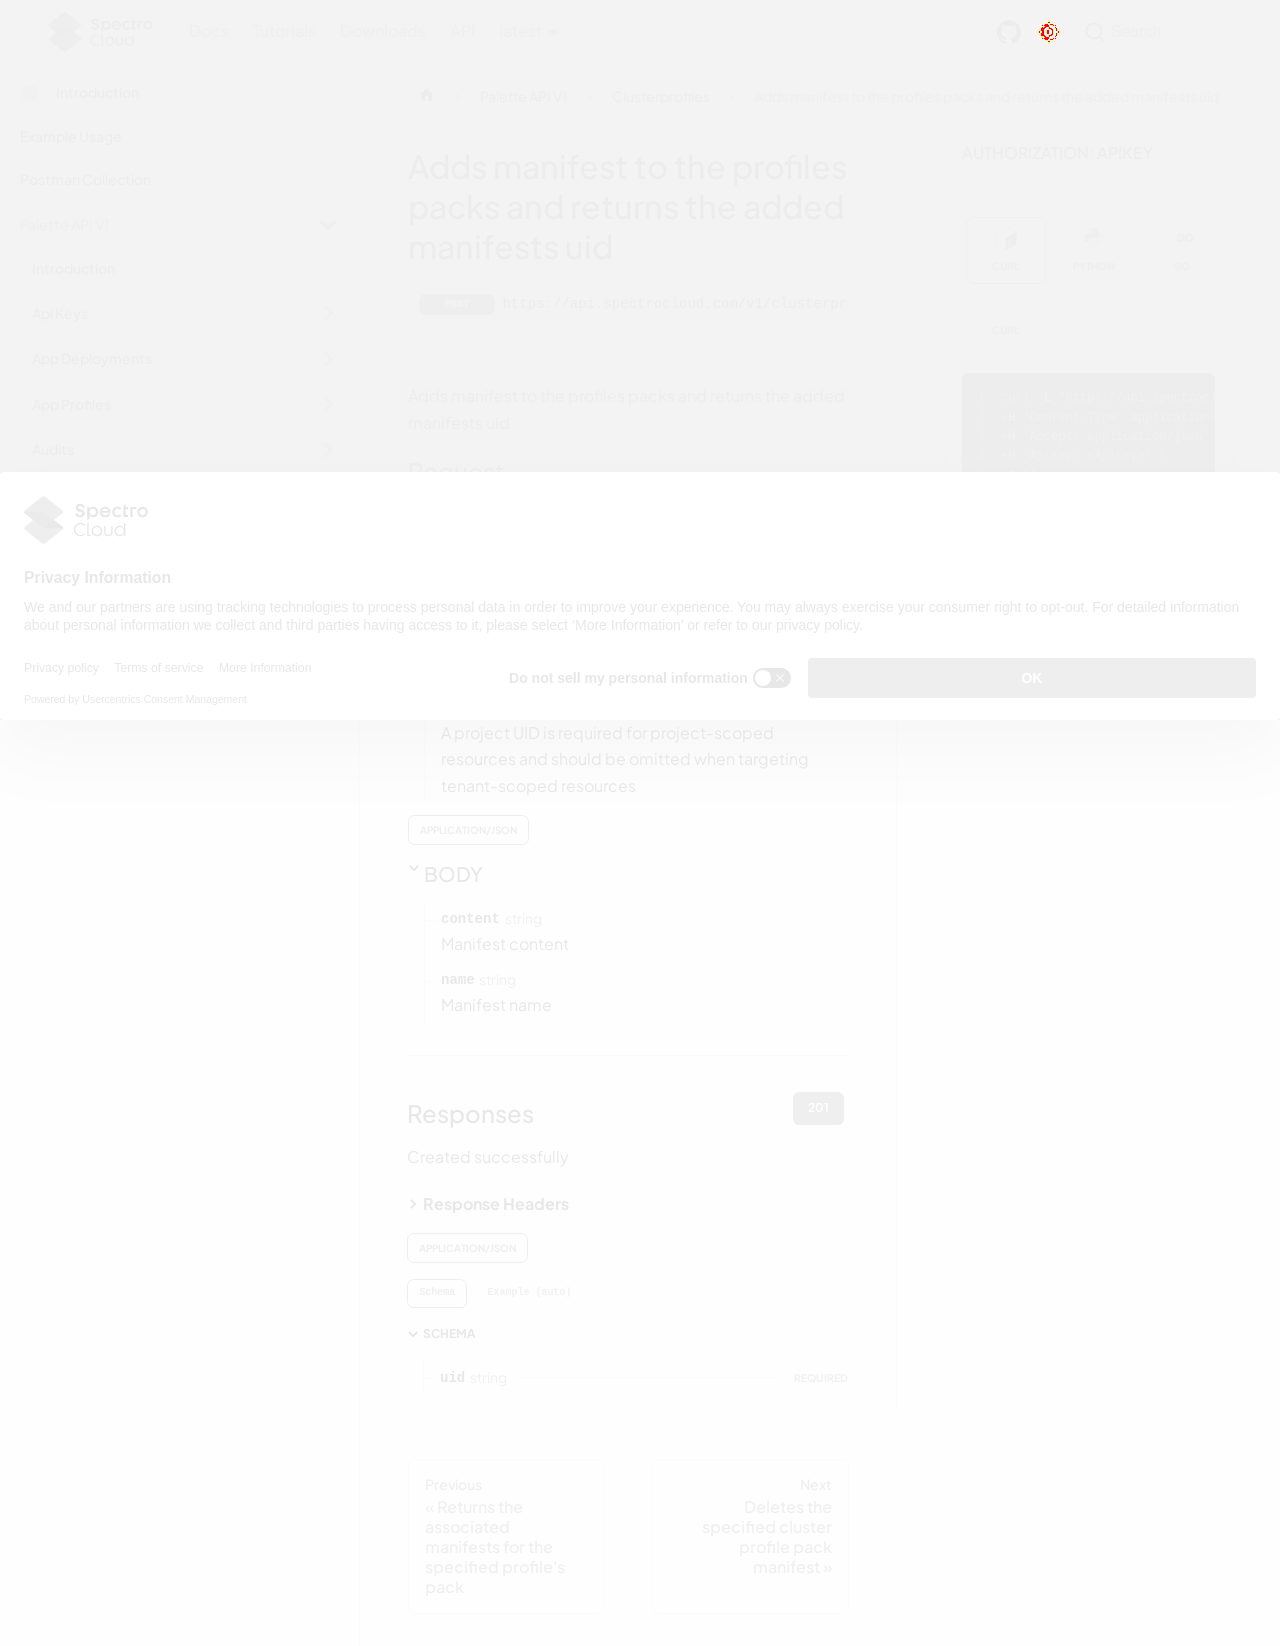 Spectro Cloud
Docs Tutorials Downloads API latest
Search
Introduction
Example Usage
Postman Collection
Palette API V1
Introduction
Api Keys
App Deployments
App Profiles
Audits
Palette API V1 Clusterprofiles Adds manifest to the profiles packs and returns the added manifests uid
Adds manifest to the profiles
packs and returns the added
manifests uid
https://api.spectrocloud.com/v1/clusterpr
Adds manifest to the profiles packs and returns the added
manifests uid
Request
AUTHORIZATION: APIKEY
CURL PYTHON GO
CURL
Spectro
Cloud
Privacy Information
We and our partners are using tracking technologies to process personal data in order to improve your experience. You may always exercise your consumer right to opt-out. For detailed information
about personal information we collect and third parties having access to it, please select 'More Information' or refer to our privacy policy.
Privacy policy Terms of service More Information
Do not sell my personal information
OK
Powered by Usercentrics Consent Management
A project UID is required for project-scoped
resources and should be omitted when targeting
tenant-scoped resources
APPLICATION/JSON
BODY
content string
Manifest content
name string
Manifest name
Responses
201
Created successfully
Response Headers
APPLICATION/JSON
Schema Example (auto)
SCHEMA
uid string REQUIRED
Previous
« Returns the
associated
manifests for the
specified profile's
pack
Next
Deletes the
specified cluster
profile pack
manifest »